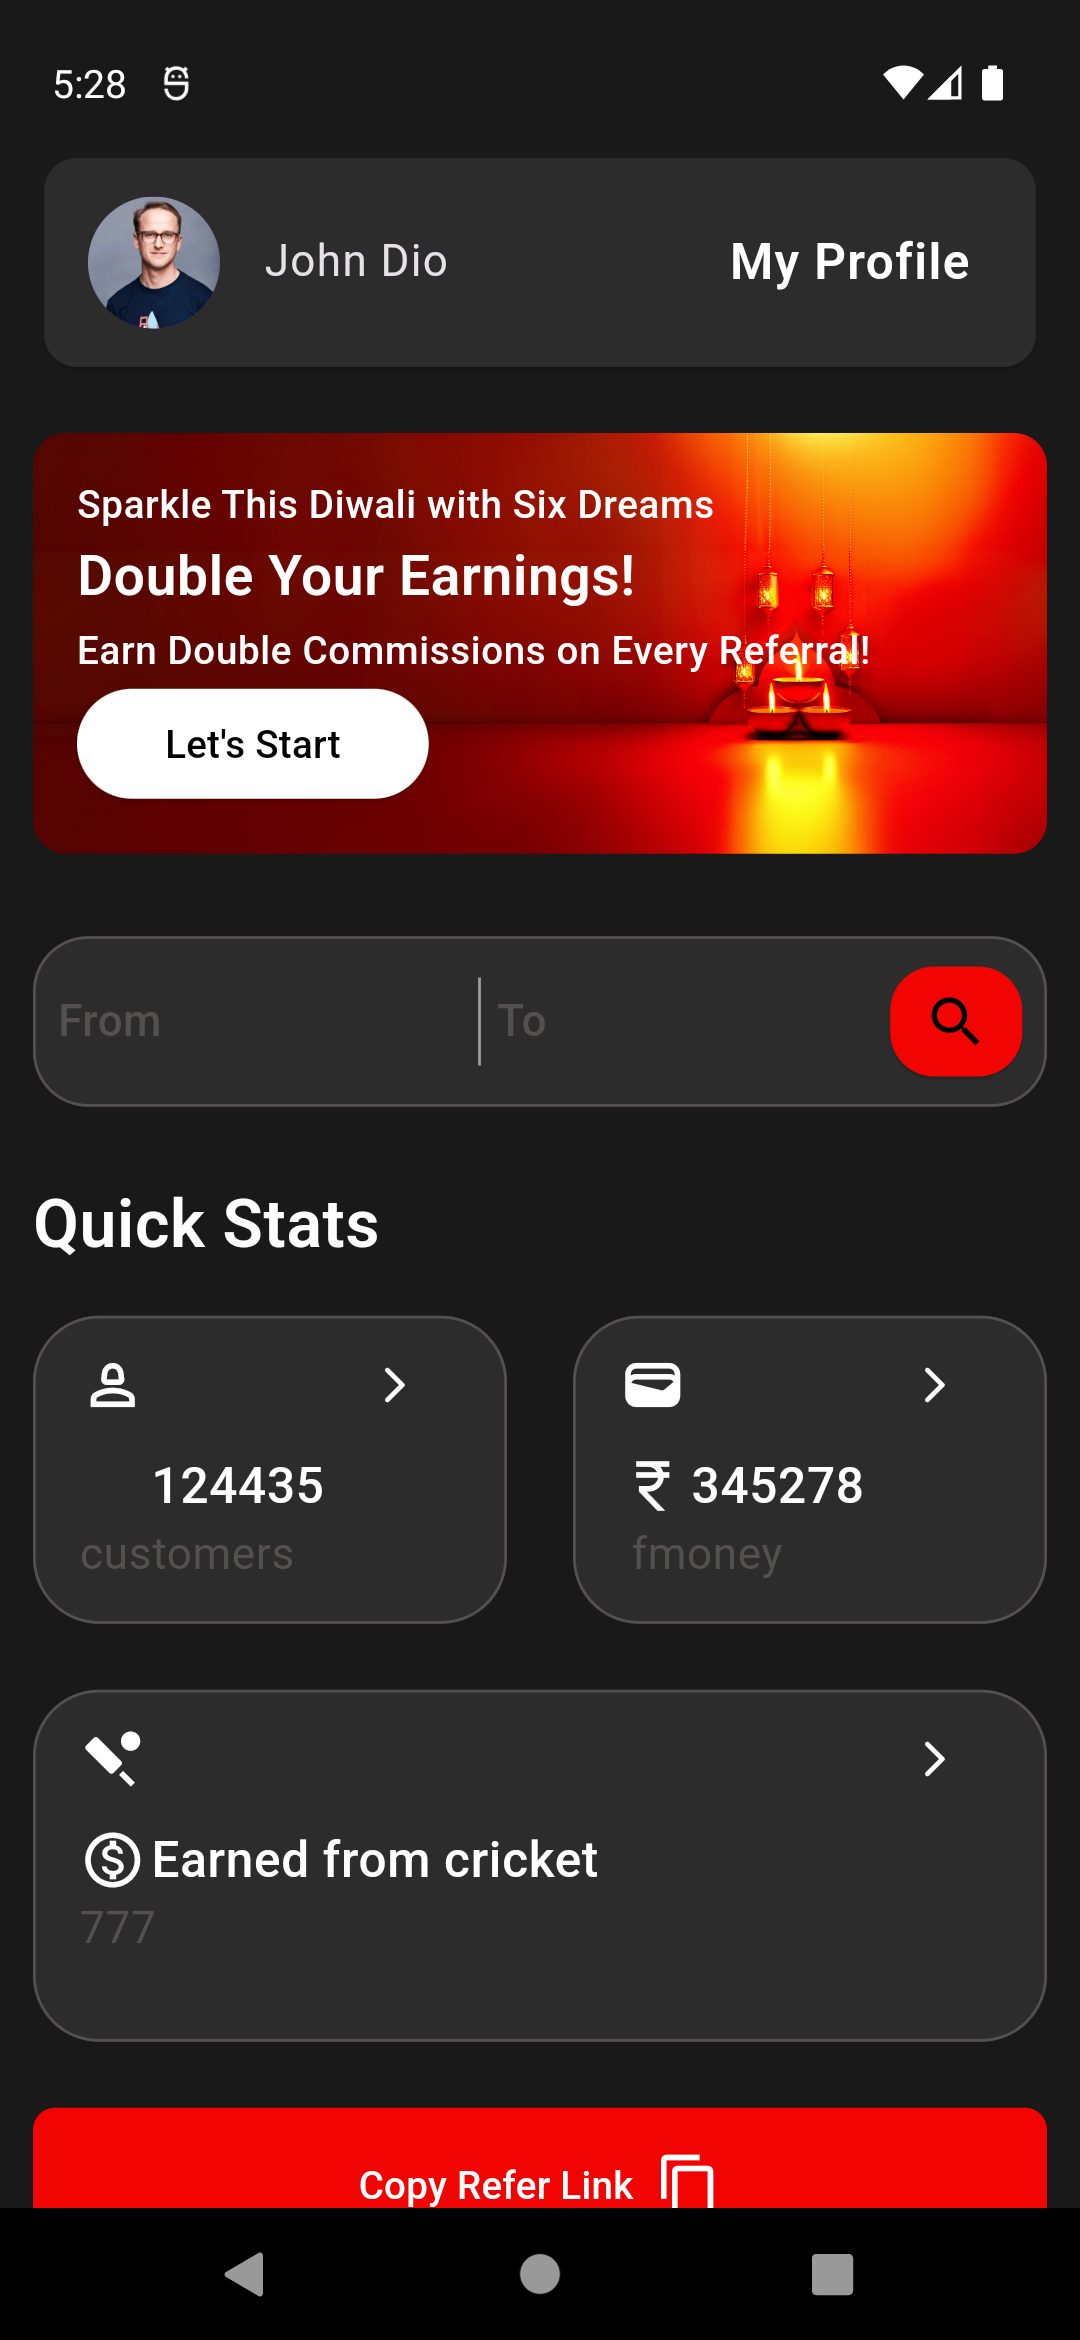 5:28
John Dio
My Profile
Sparkle This Diwali with Six Dreams
Double Your Earnings!
Earn Double Commissions on Every Referral!
Let's Start
From
To
Quick Stats
124435
customers
₹ 345278
fmoney
Earned from cricket
777
Copy Refer Link